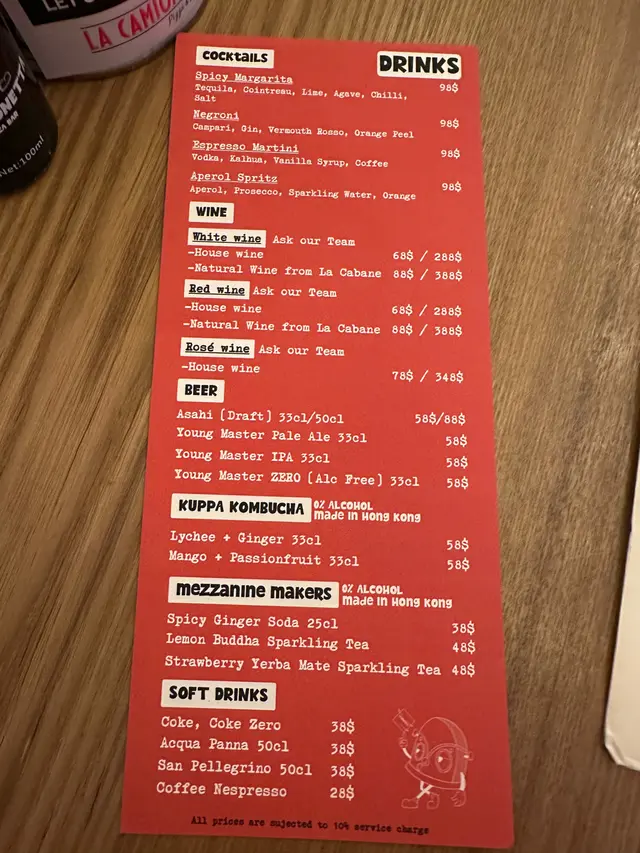 LA CAMIO
Net:100ml
COCKTAILS
DRINKS
Spicy Margarita
98$
Tequila, Cointreau, Lime, Agave, Chilli,
Salt
Negroni
98$
Campari, Gin, Vermouth Rosso, Orange Peel
Espresso Martini
98$
Vodka, Kalhua, Vanilla Syrup, Coffee
Aperol Spritz
98$
Aperol, Prosecco, Sparkling Water, Orange
WINE
White wine Ask our Team
-House wine 68$ / 288$
-Natural Wine from La Cabane 88$ / 388$
Red wine Ask our Team
-House wine 68$ / 288$
-Natural Wine from La Cabane 88$ / 388$
Rosé wine Ask our Team
-House wine 78$ / 348$
BEER
Asahi (Draft) 33cl/50cl 58$/88$
Young Master Pale Ale 33cl 58$
Young Master IPA 33cl 58$
Young Master ZERO (Alc Free) 33cl 58$
KUPPA KOMBUCHA 0% ALCOHOL
made in Hong Kong
Lychee + Ginger 33cl 58$
Mango + Passionfruit 33cl 58$
mezzanine makers 0% ALCOHOL
made in Hong Kong
Spicy Ginger Soda 25cl 38$
Lemon Buddha Sparkling Tea 48$
Strawberry Yerba Mate Sparkling Tea 48$
SOFT DRINKS
Coke, Coke Zero 38$
Acqua Panna 50cl 38$
San Pellegrino 50cl 38$
Coffee Nespresso 28$
All prices are sujected to 10% service charge